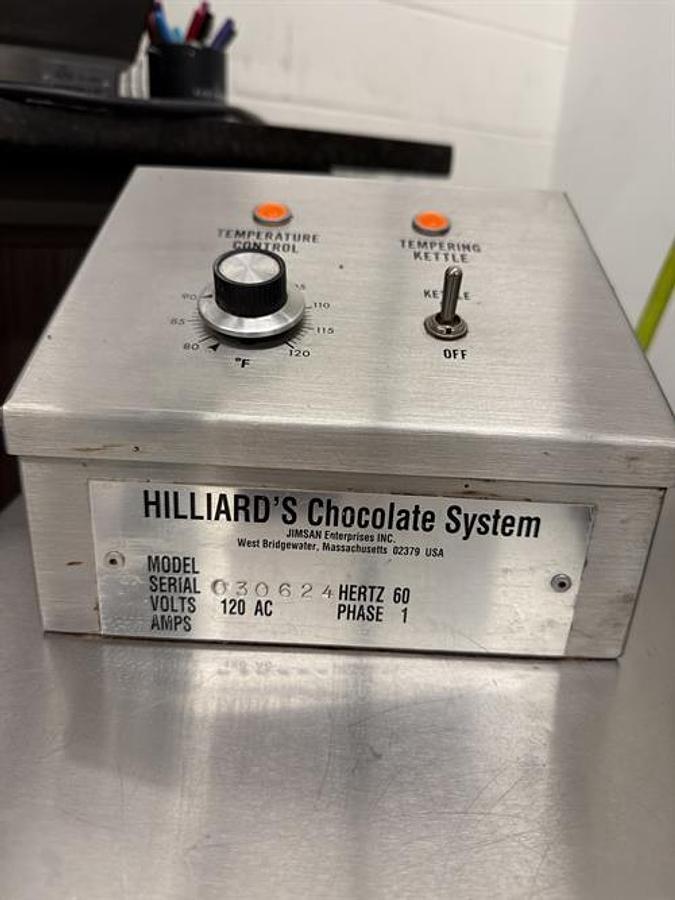 TEMPERATURE
CONTROL
TEMPERING
KETTLE
90
110
85
115
80
120
°F
OFF
HILLIARD'S Chocolate System
JIMSAN Enterprises INC.
West Bridgewater, Massachusetts 02379 USA
MODEL
SERIAL 030624 HERTZ 60
VOLTS 120 AC PHASE 1
AMPS